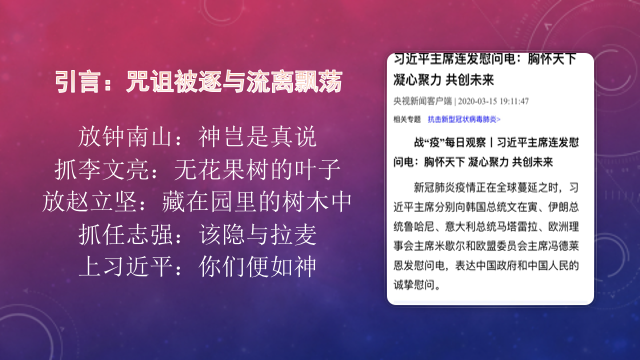 引言：咒诅被逐与流离飘荡
放钟南山：神岂是真说
抓李文亮：无花果树的叶子
放赵立坚：藏在园里的树木中
抓任志强：该隐与拉麦
上习近平：你们便如神
习近平主席连发慰问电：胸怀天下
凝心聚力 共创未来
央视新闻客户端 | 2020-03-15 19:11:47
相关专题 抗击新型冠状病毒肺炎>
战“疫”每日观察丨习近平主席连发慰
问电：胸怀天下 凝心聚力 共创未来
新冠肺炎疫情正在全球蔓延之时，习
近平主席分别向韩国总统文在寅、伊朗总
统鲁哈尼、意大利总统马塔雷拉、欧洲理
事会主席米歇尔和欧盟委员会主席冯德莱
恩发慰问电，表达中国政府和中国人民的
诚挚慰问。